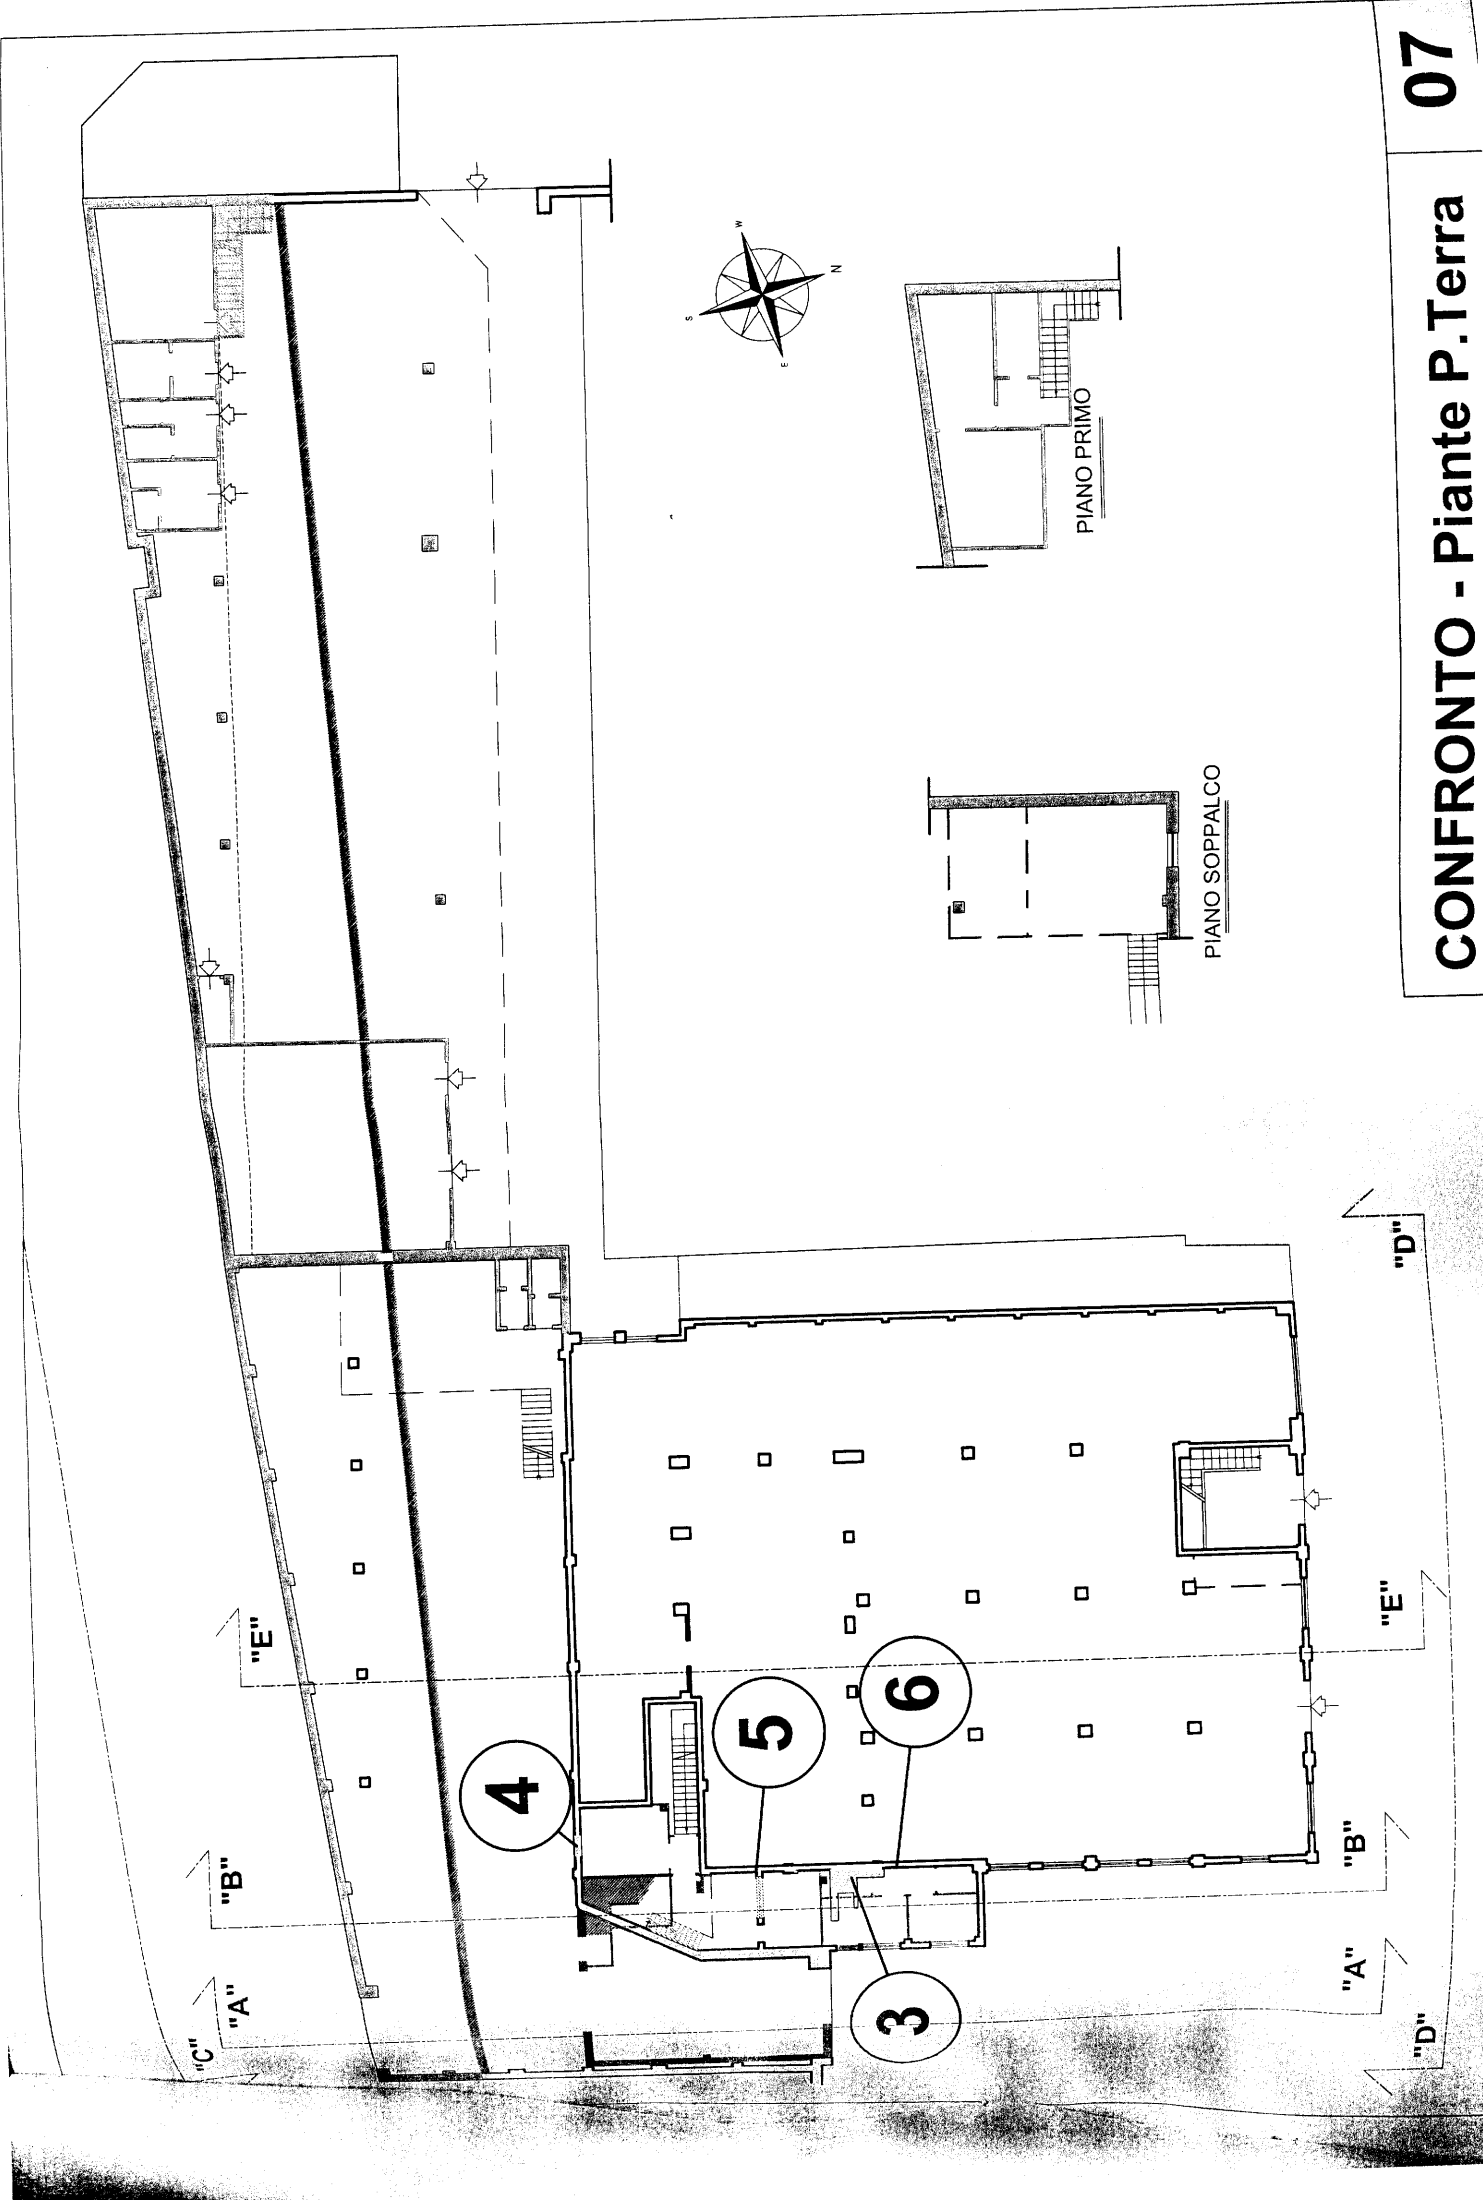 CONFRONTO - Piante P.Terra
07
S
W
N
E
PIANO PRIMO
PIANO SOPPALCO
"C"
"A"
"B"
"E"
4
5
6
3
"D"
"A"
"B"
"E"
"D"